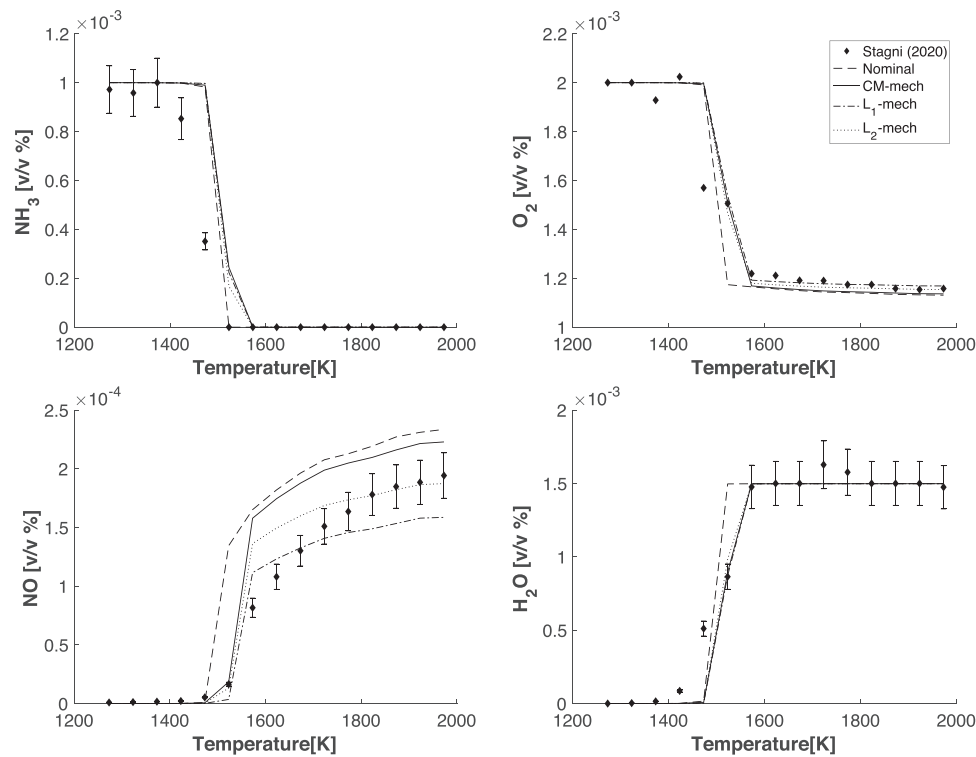 ×10⁻³
1.2
1
0.8
0.6
0.4
0.2
0
NH₃ [v/v %]
1200 1400 1600 1800 2000
Temperature[K]
×10⁻³
2.2
2
1.8
1.6
1.4
1.2
1
O₂ [v/v %]
1200 1400 1600 1800 2000
Temperature[K]
Stagni (2020)
Nominal
CM-mech
L₁-mech
L₂-mech
×10⁻⁴
2.5
2
1.5
1
0.5
0
NO [v/v %]
1200 1400 1600 1800 2000
Temperature[K]
×10⁻³
2
1.5
1
0.5
0
H₂O [v/v %]
1200 1400 1600 1800 2000
Temperature[K]